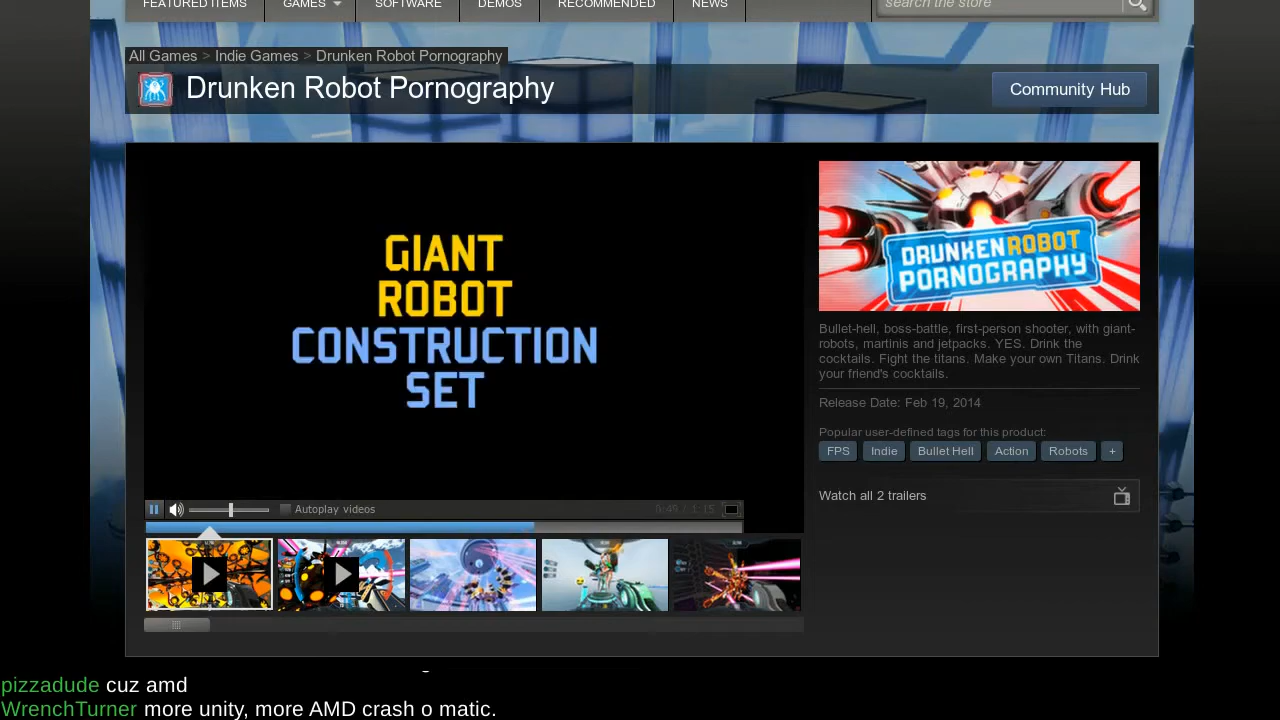 FEATURED ITEMS GAMES SOFTWARE DEMOS RECOMMENDED NEWS search the store
All Games > Indie Games > Drunken Robot Pornography
Drunken Robot Pornography
Community Hub
GIANT
ROBOT
CONSTRUCTION
SET
DRUNKEN ROBOT
PORNOGRAPHY
Bullet-hell, boss-battle, first-person shooter, with giant-
robots, martinis and jetpacks. YES. Drink the
cocktails. Fight the titans. Make your own Titans. Drink
your friend's cocktails.
Release Date: Feb 19, 2014
Popular user-defined tags for this product:
FPS Indie Bullet Hell Action Robots +
Watch all 2 trailers
Autoplay videos 0:49 / 1:15
pizzadude cuz amd
WrenchTurner more unity, more AMD crash o matic.